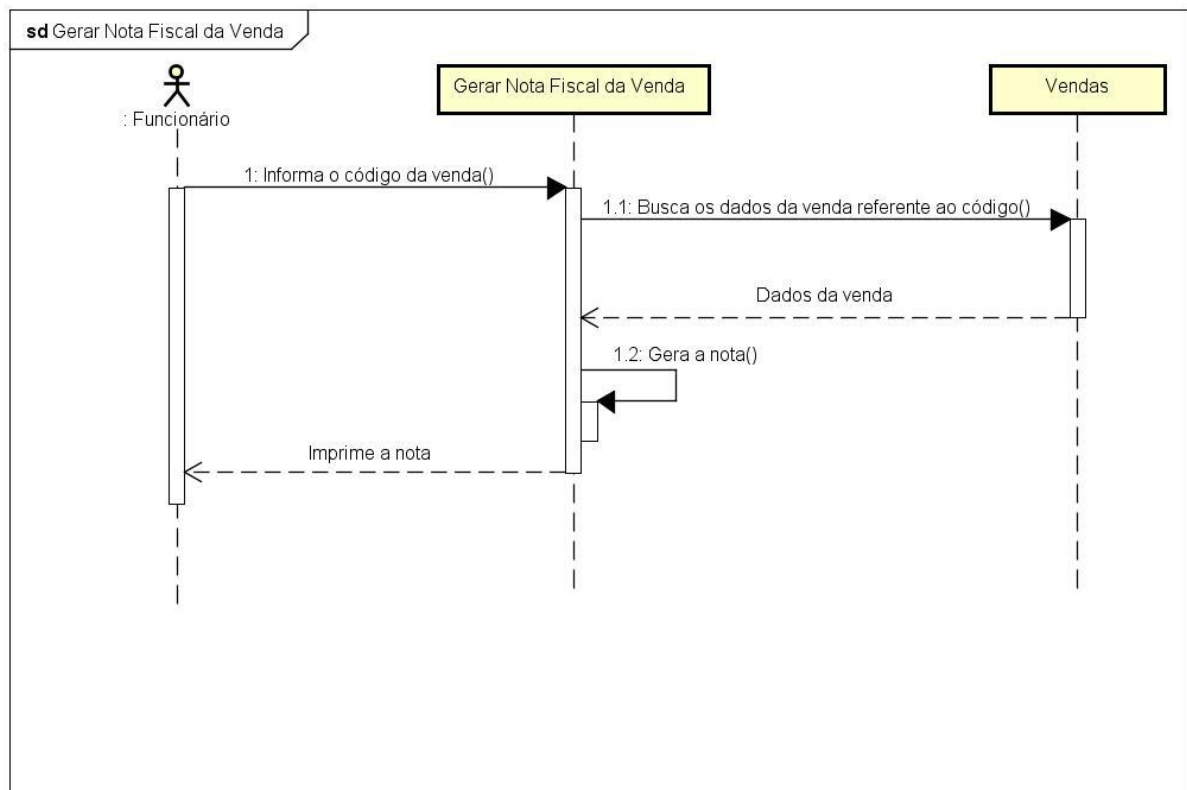 sd Gerar Nota Fiscal da Venda
: Funcionário
Gerar Nota Fiscal da Venda
Vendas
1: Informa o código da venda()
1.1: Busca os dados da venda referente ao código()
Dados da venda
1.2: Gera a nota()
Imprime a nota